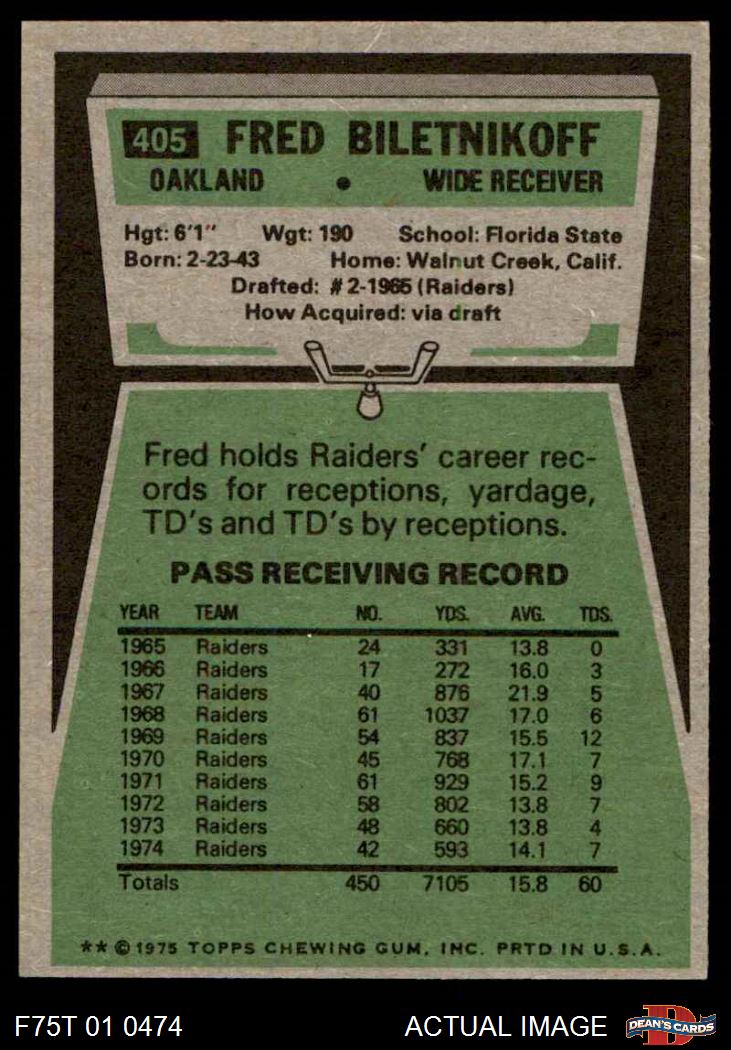 405 FRED BILETNIKOFF
OAKLAND • WIDE RECEIVER
Hgt: 6'1" Wgt: 190 School: Florida State
Born: 2-23-43 Home: Walnut Creek, Calif.
Drafted: #2-1965 (Raiders)
How Acquired: via draft
Fred holds Raiders' career rec-
ords for receptions, yardage,
TD's and TD's by receptions.
PASS RECEIVING RECORD
YEAR TEAM NO. YDS. AVG. TDS.
1965 Raiders 24 331 13.8 0
1966 Raiders 17 272 16.0 3
1967 Raiders 40 876 21.9 5
1968 Raiders 61 1037 17.0 6
1969 Raiders 54 837 15.5 12
1970 Raiders 45 768 17.1 7
1971 Raiders 61 929 15.2 9
1972 Raiders 58 802 13.8 7
1973 Raiders 48 660 13.8 4
1974 Raiders 42 593 14.1 7
Totals 450 7105 15.8 60
** © 1975 TOPPS CHEWING GUM, INC. PRTD IN U.S.A.
F75T 01 0474 ACTUAL IMAGE D DEAN'S CARDS